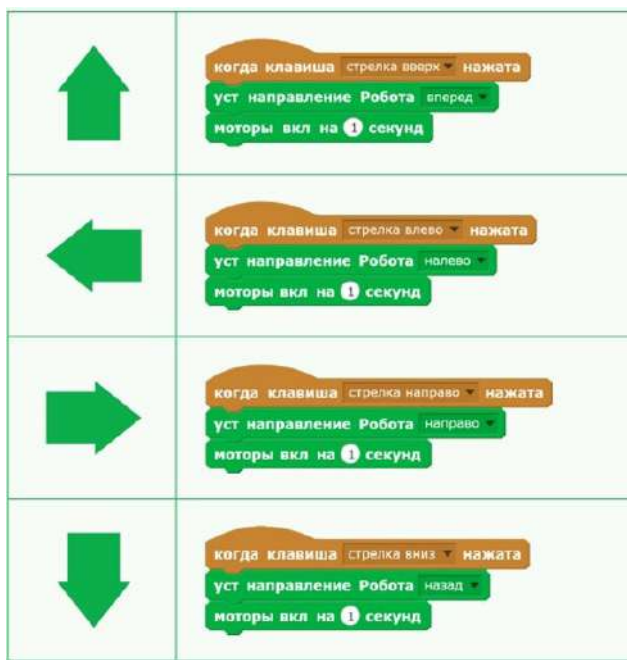 когда клавиша стрелка вверх нажата
уст направление Робота вперед
моторы вкл на 1 секунд
когда клавиша стрелка влево нажата
уст направление Робота налево
моторы вкл на 1 секунд
когда клавиша стрелка направо нажата
уст направление Робота направо
моторы вкл на 1 секунд
когда клавиша стрелка вниз нажата
уст направление Робота назад
моторы вкл на 1 секунд